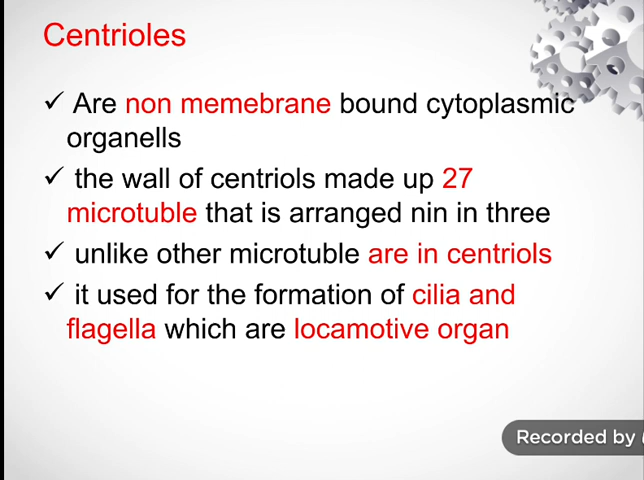 Centrioles
✓ Are non memebrane bound cytoplasmic
organells
✓ the wall of centriols made up 27
microtuble that is arranged nin in three
✓ unlike other microtuble are in centriols
✓ it used for the formation of cilia and
flagella which are locamotive organ
Recorded by